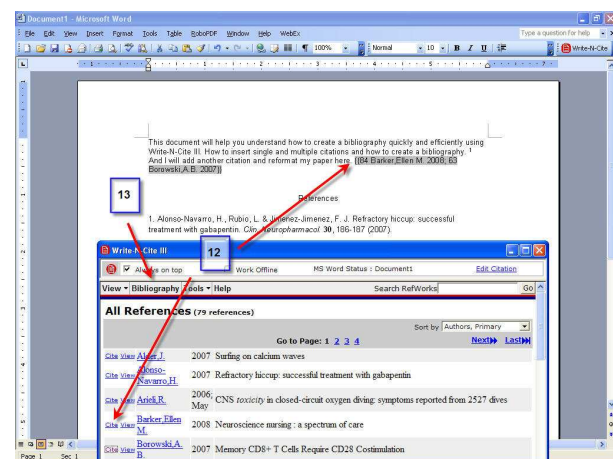 Document1 - Microsoft Word
File Edit View Insert Format Tools Table RoboPDF Window Help WebEx
Type a question for help
100% Normal 10 B I U Write-N-Cite
This document will help you understand how to create a bibliography quickly and efficiently using
Write-N-Cite III. How to insert single and multiple citations and how to create a bibliography. 1
And I will add another citation and reformat my paper here. {{84 Barker,Ellen M. 2008; 63
Borowski,A.B. 2007}}
13
References
1. Alonso-Navarro, H., Rubio, L. & Jimenez-Jimenez, F. J. Refractory hiccup: successful
treatment with gabapentin. Clin. Neuropharmacol. 30, 186-187 (2007).
12
Write-N-Cite III
Always on top Work Offline MS Word Status : Document1 Edit Citation
View Bibliography Tools Help Search RefWorks Go
All References (79 references)
Sort by Authors, Primary
Go to Page: 1 2 3 4 Next Last
Cite View Alder,J. 2007 Surfing on calcium waves
Cite View Alonso-Navarro,H. 2007 Refractory hiccup: successful treatment with gabapentin
Cite View Arieli,R. 2006; May CNS toxicity in closed-circuit oxygen diving: symptoms reported from 2527 dives
Cite View Barker,Ellen M. 2008 Neuroscience nursing : a spectrum of care
Cite View Borowski,A. B. 2007 Memory CD8+ T Cells Require CD28 Costimulation
Page 1 Sec 1